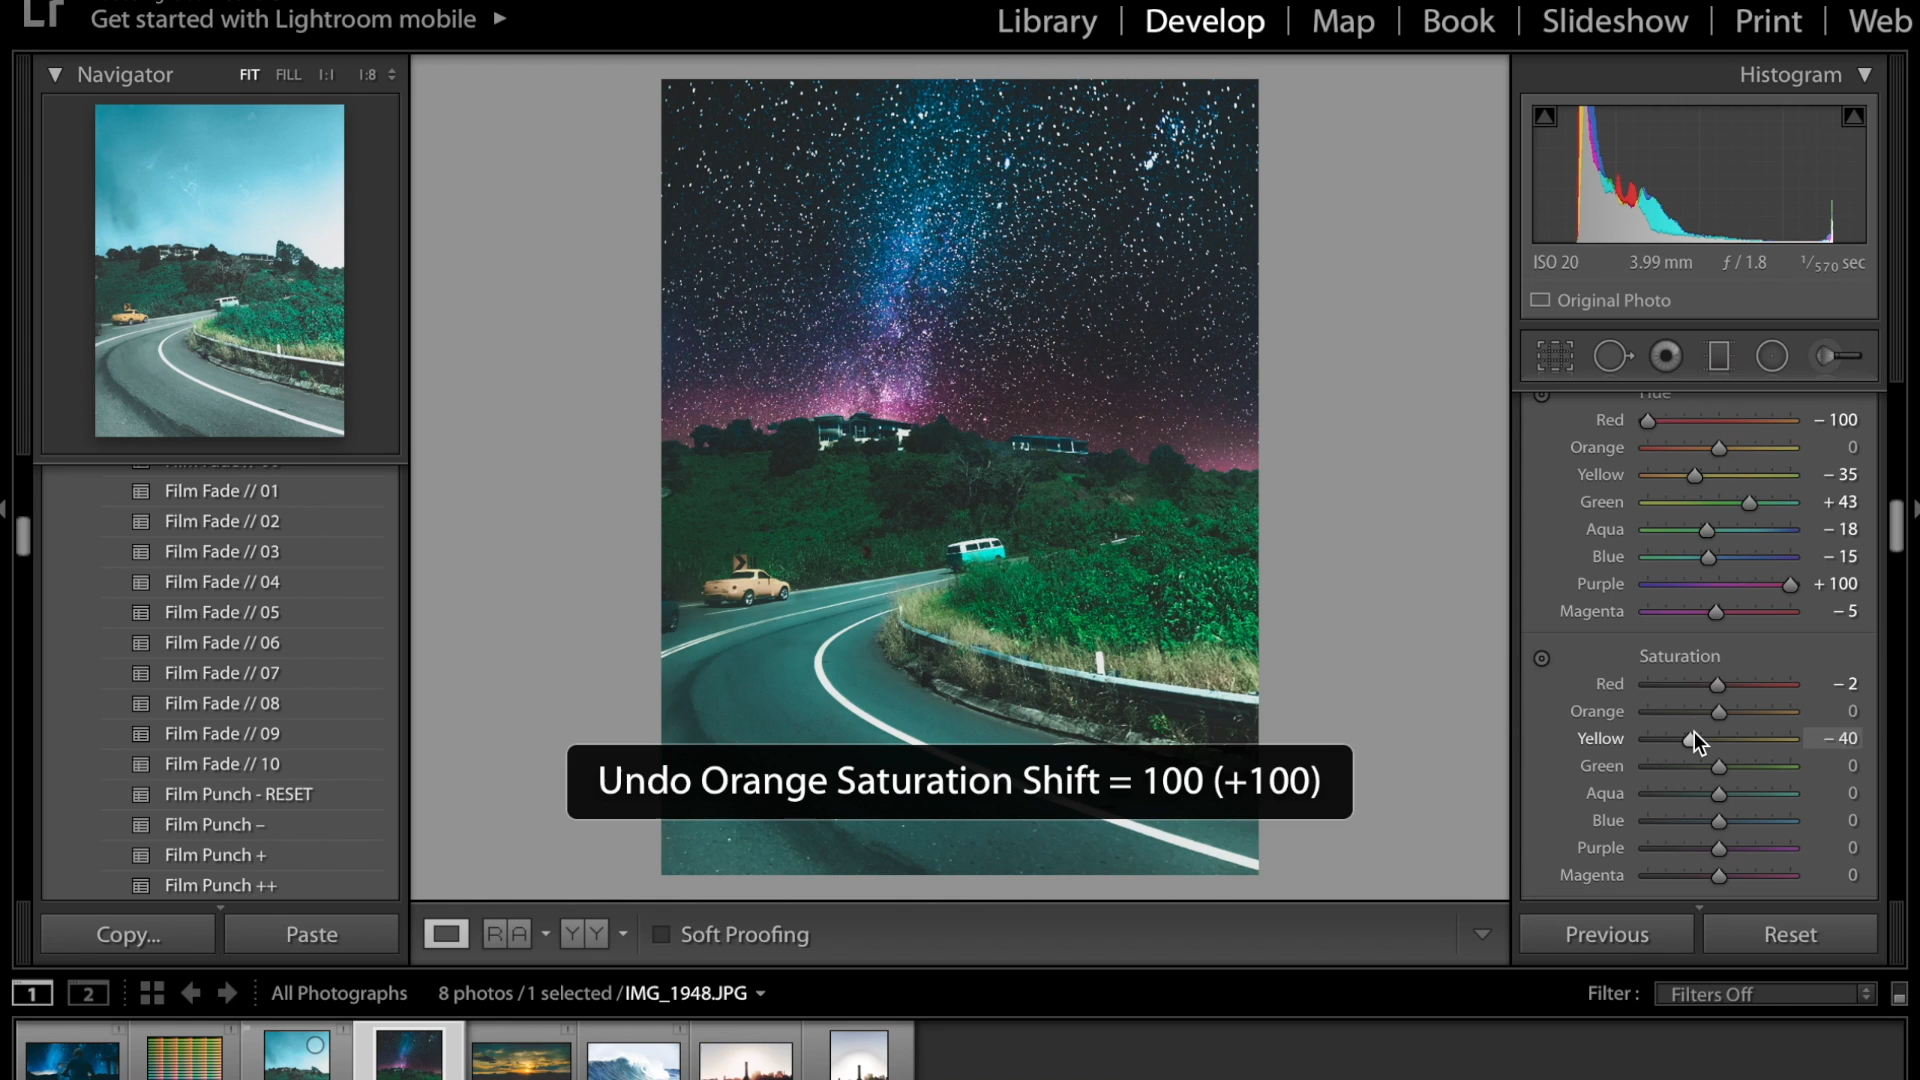 Lr
Get started with Lightroom mobile
Library | Develop | Map | Book | Slideshow | Print | Web
Navigator FIT FILL 1:1 1:8
Histogram
ISO 20 3.99 mm ƒ / 1.8 1/570 sec
Original Photo
Hue
Red – 100
Orange 0
Yellow – 35
Green + 43
Aqua – 18
Blue – 15
Purple + 100
Magenta – 5
Saturation
Red – 2
Orange 0
Yellow – 40
Green 0
Aqua 0
Blue 0
Purple 0
Magenta 0
Film Fade // 01
Film Fade // 02
Film Fade // 03
Film Fade // 04
Film Fade // 05
Film Fade // 06
Film Fade // 07
Film Fade // 08
Film Fade // 09
Film Fade // 10
Film Punch - RESET
Film Punch –
Film Punch +
Film Punch ++
Undo Orange Saturation Shift = 100 (+100)
Copy... Paste
R A Y Y Soft Proofing
Previous Reset
1 2 All Photographs 8 photos / 1 selected / IMG_1948.JPG
Filter : Filters Off